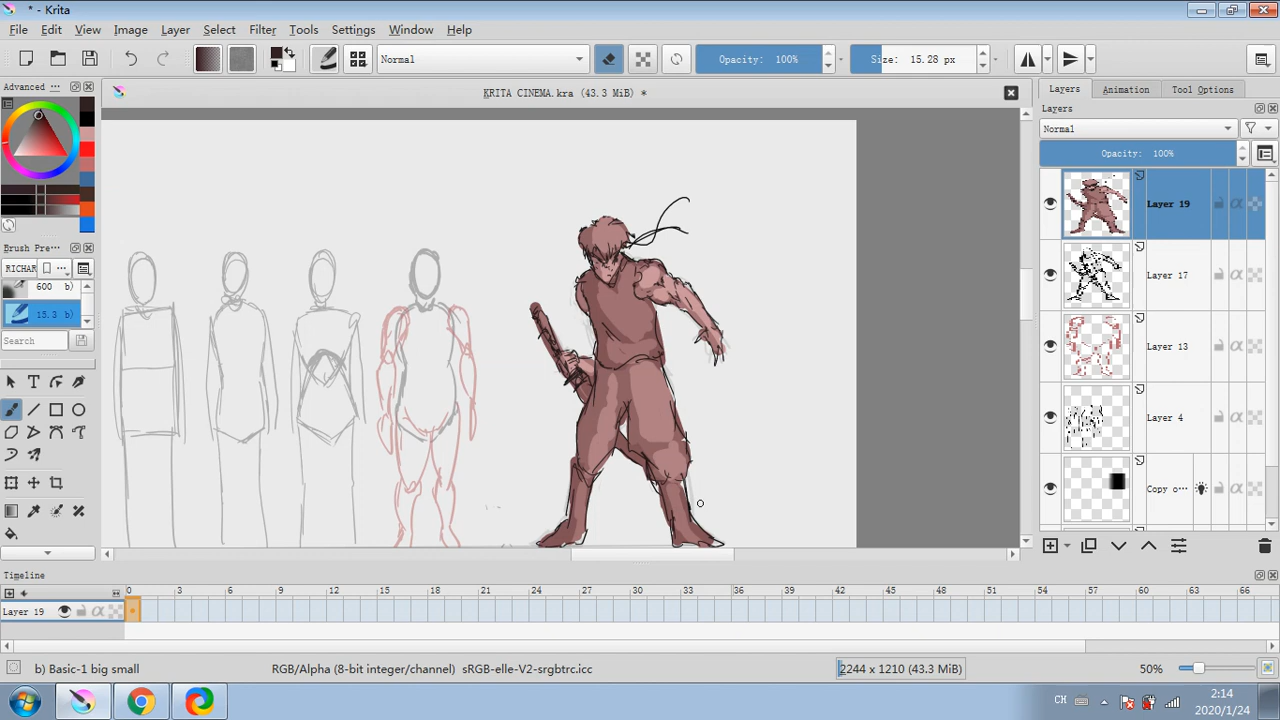 * - Krita
File Edit View Image Layer Select Filter Tools Settings Window Help
Normal
Opacity: 100%
Size: 15.28 px
Advanced ...
KRITA CINEMA.kra (43.3 MiB) *
Layers Animation Tool Options
Layers
Normal
Opacity: 100%
Layer 19
Layer 17
Layer 13
Layer 4
Copy o...
Brush Pre...
RICHAR ...
600 b)
15.3 b)
Search
Timeline
0 3 6 9 12 15 18 21 24 27 30 33 36 39 42 45 48 51 54 57 60 63 66
Layer 19
b) Basic-1 big small
RGB/Alpha (8-bit integer/channel) sRGB-elle-V2-srgbtrc.icc
2244 x 1210 (43.3 MiB)
50%
CH
2:14
2020/1/24